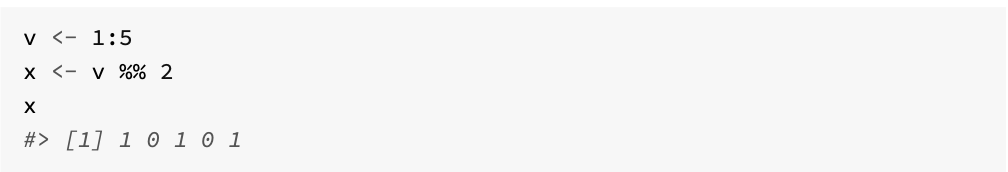 v <- 1:5
x <- v %% 2
x
#> [1] 1 0 1 0 1